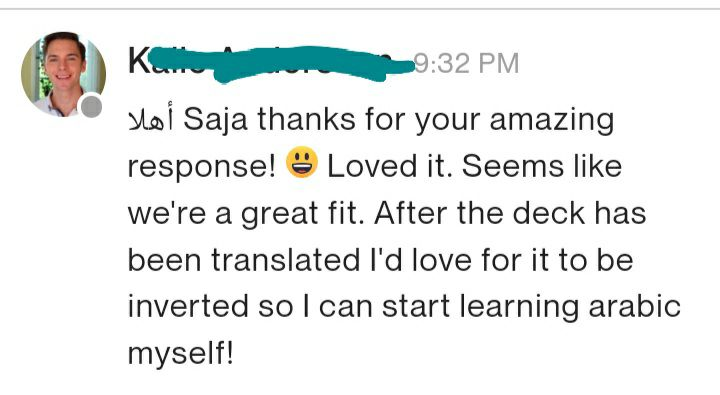 9:32 PM
أهلا Saja thanks for your amazing
response! 😃 Loved it. Seems like
we're a great fit. After the deck has
been translated I'd love for it to be
inverted so I can start learning arabic
myself!